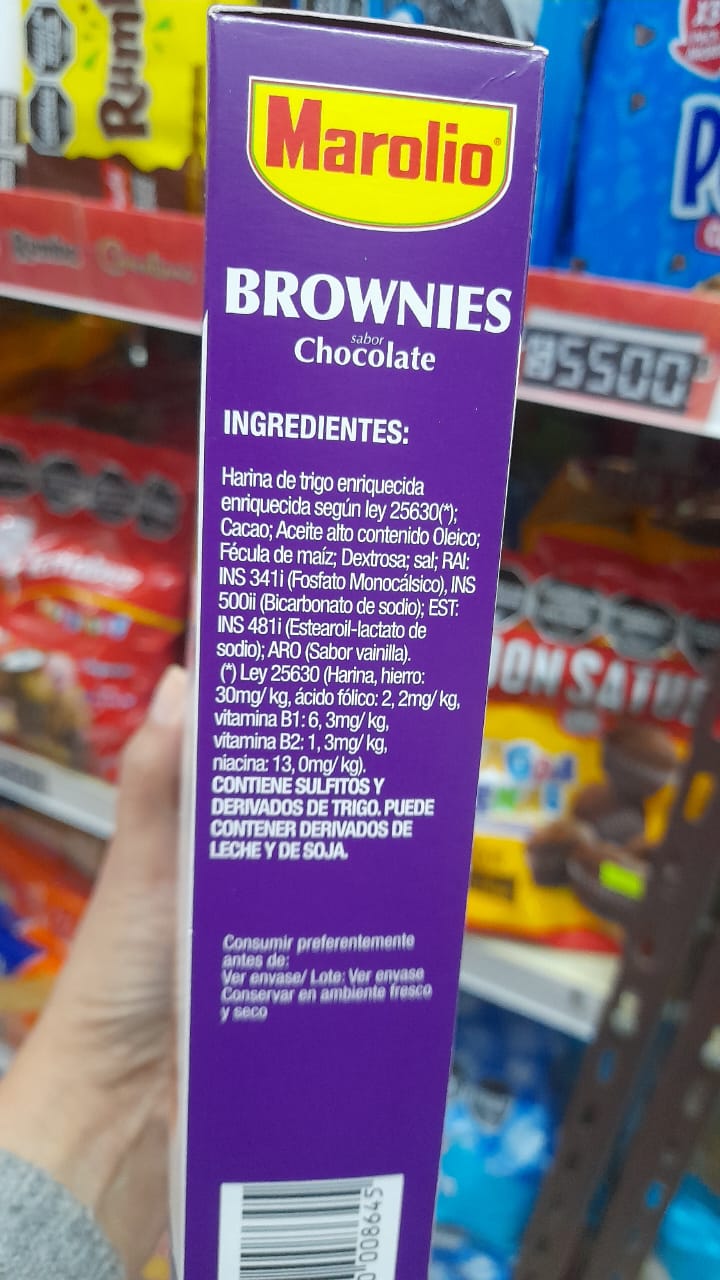 Rumba
Marolio®
BROWNIES
sabor
Chocolate
INGREDIENTES:
Harina de trigo enriquecida
enriquecida según ley 25630(*);
Cacao; Aceite alto contenido Oleico;
Fécula de maíz; Dextrosa; sal; RAI:
INS 341i (Fosfato Monocálsico), INS
500ii (Bicarbonato de sodio); EST:
INS 481i (Estearoil-lactato de
sodio); ARO (Sabor vainilla).
(*) Ley 25630 (Harina, hierro:
30mg/ kg, ácido fólico: 2, 2mg/ kg,
vitamina B1: 6, 3mg/ kg,
vitamina B2: 1, 3mg/ kg,
niacina: 13, 0mg/ kg).
CONTIENE SULFITOS Y
DERIVADOS DE TRIGO. PUEDE
CONTENER DERIVADOS DE
LECHE Y DE SOJA.
Consumir preferentemente
antes de:
Ver envase/ Lote: Ver envase
Conservar en ambiente fresco
y seco
0008645
5500
DON SATUR